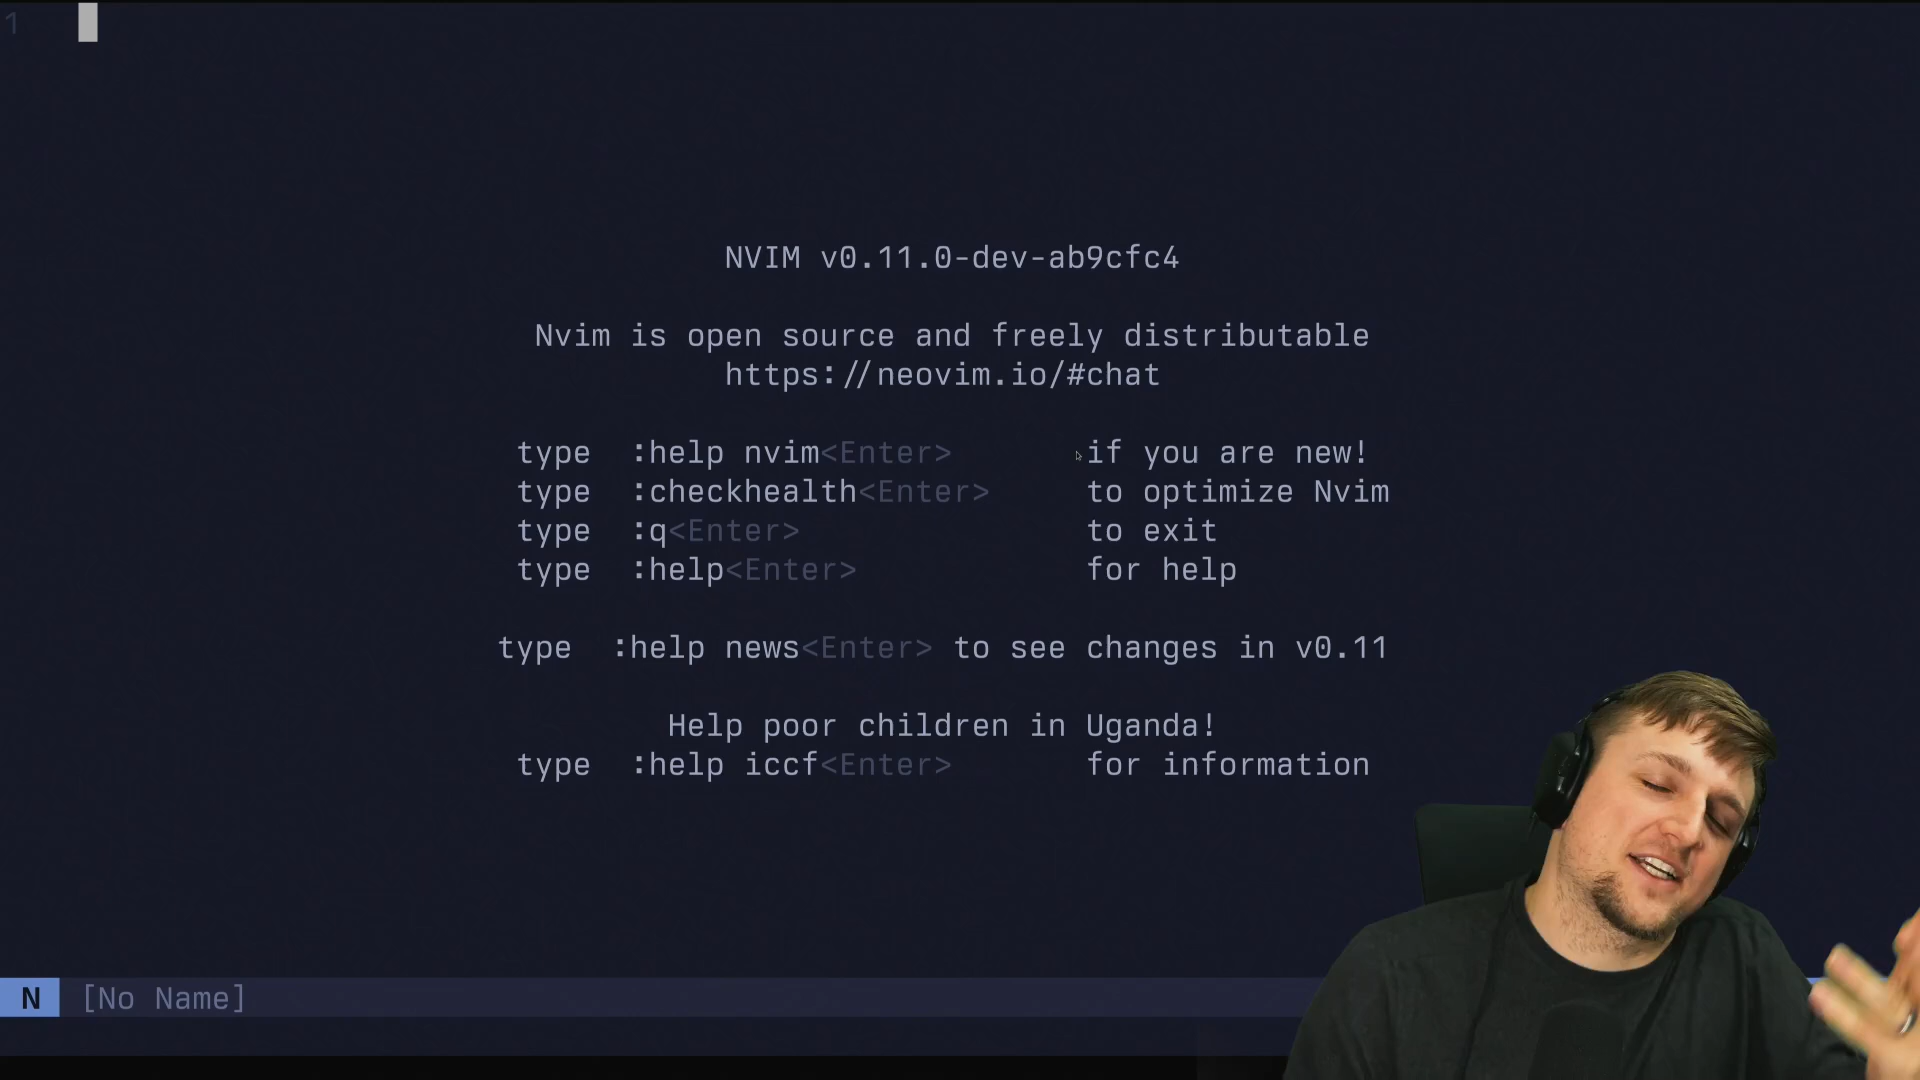 1
NVIM v0.11.0-dev-ab9cfc4
Nvim is open source and freely distributable
https://neovim.io/#chat
type :help nvim<Enter> if you are new!
type :checkhealth<Enter> to optimize Nvim
type :q<Enter> to exit
type :help<Enter> for help
type :help news<Enter> to see changes in v0.11
Help poor children in Uganda!
type :help iccf<Enter> for information
N [No Name]